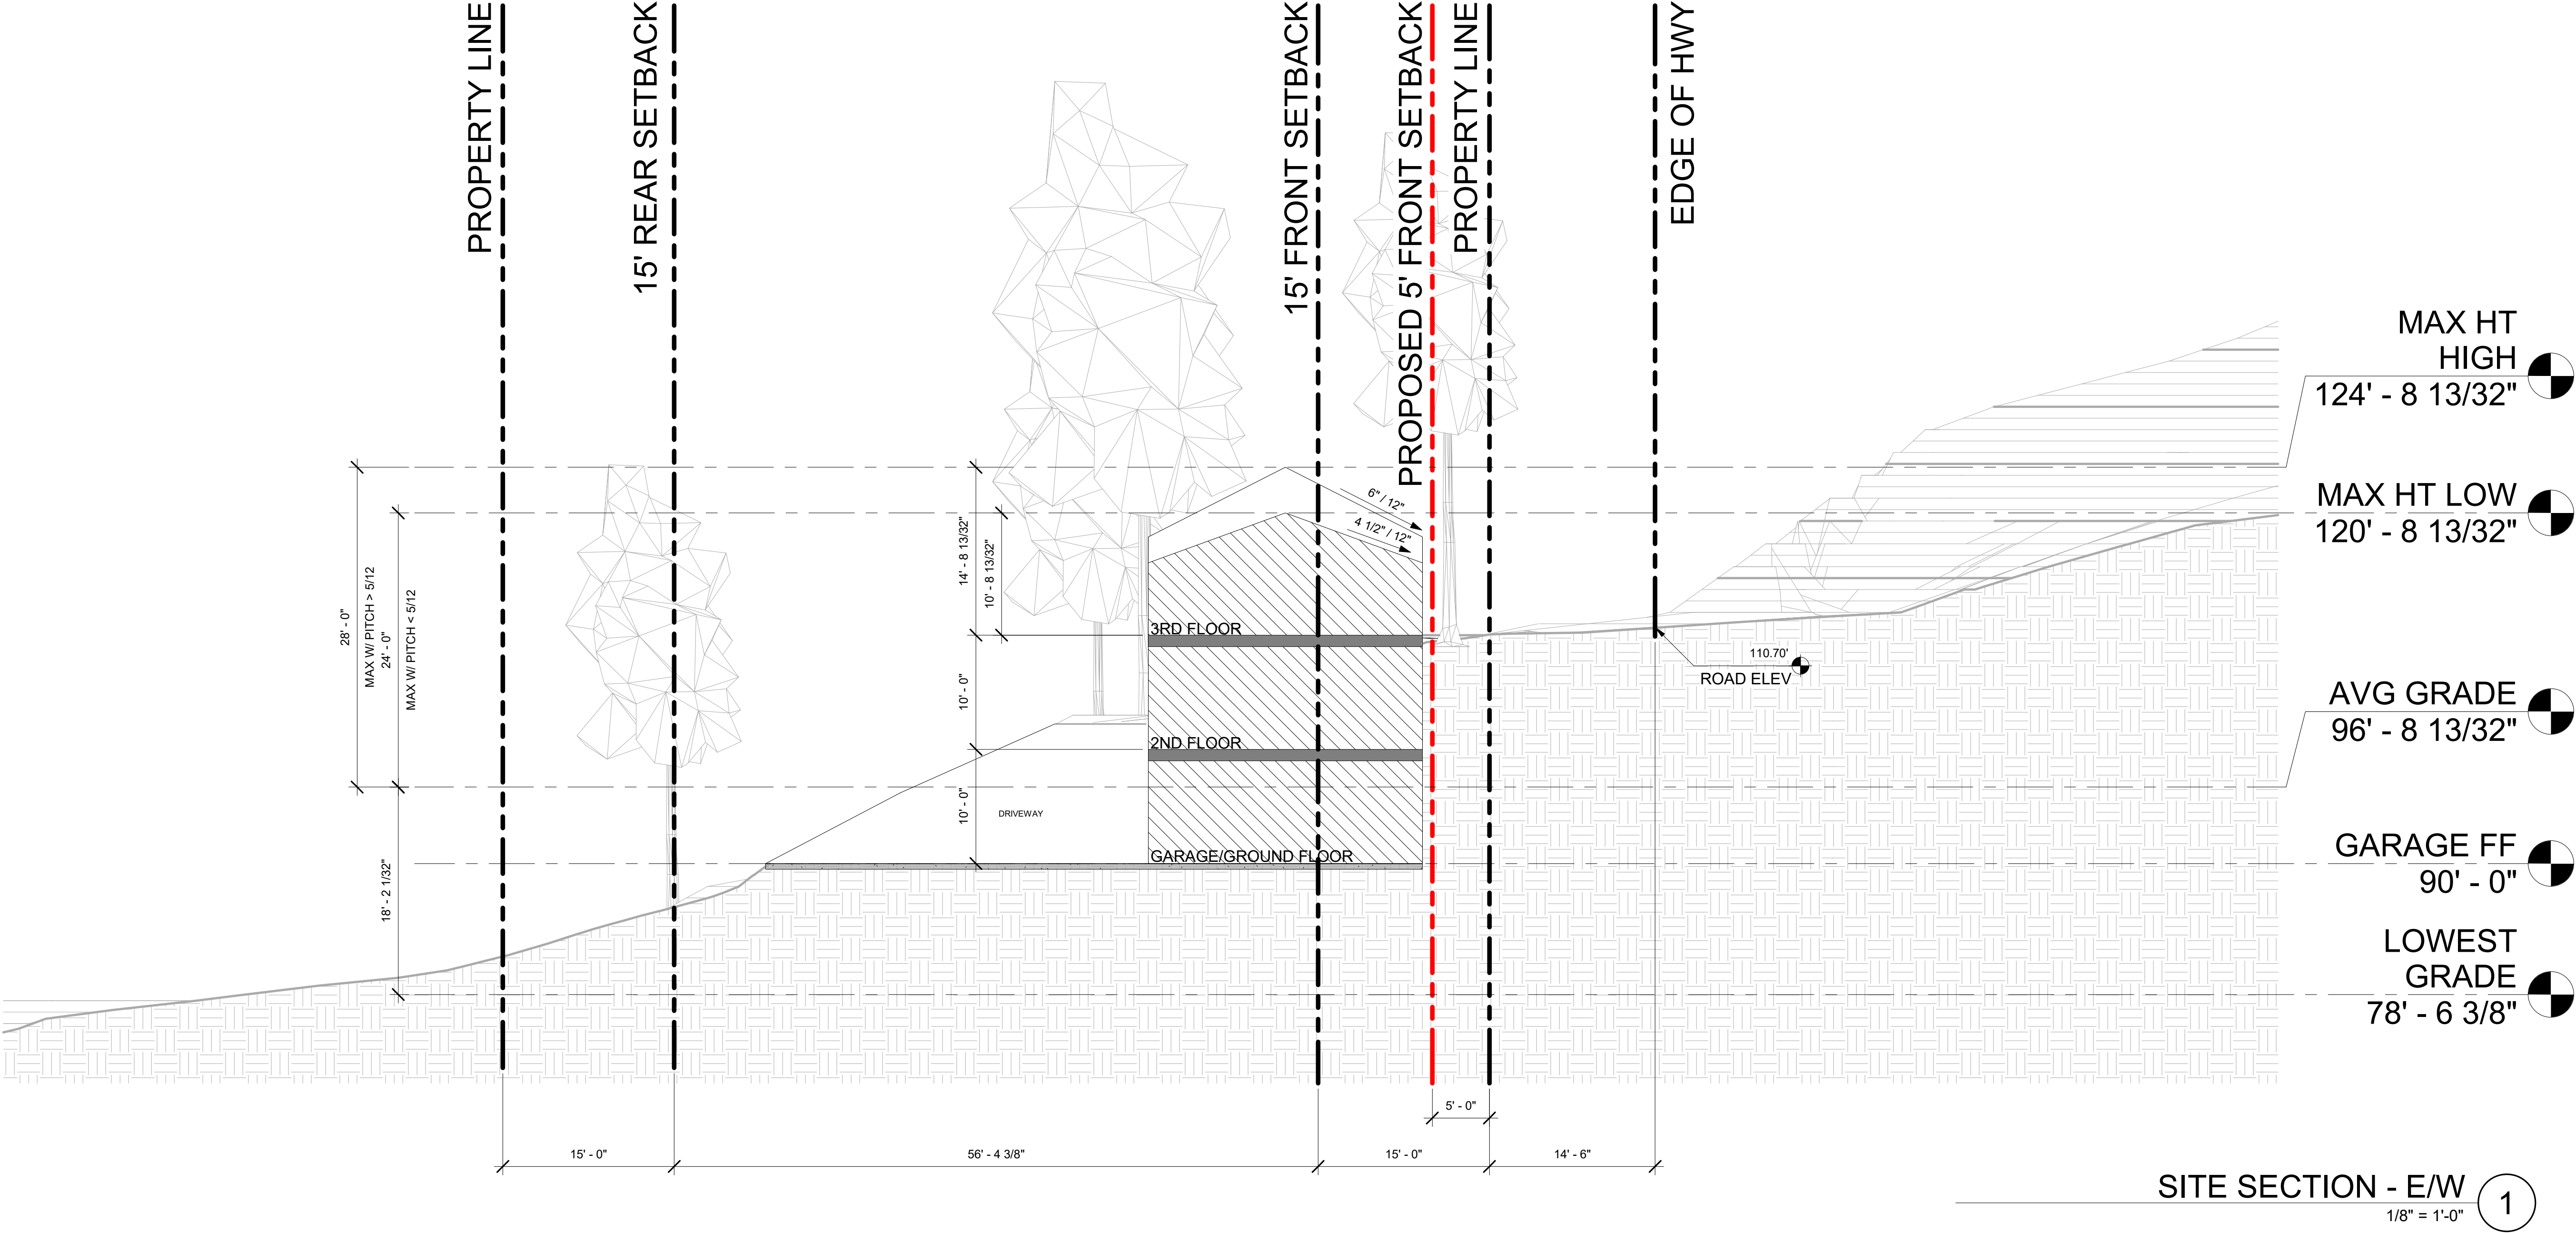 PROPERTY LINE
15' REAR SETBACK
15' FRONT SETBACK
PROPOSED 5' FRONT SETBACK
PROPERTY LINE
EDGE OF HWY
MAX HT
HIGH
124' - 8 13/32"
MAX HT LOW
120' - 8 13/32"
AVG GRADE
96' - 8 13/32"
GARAGE FF
90' - 0"
LOWEST
GRADE
78' - 6 3/8"
28' - 0"
MAX W/ PITCH > 5/12
24' - 0"
MAX W/ PITCH < 5/12
18' - 2 1/32"
14' - 8 13/32"
10' - 8 13/32"
10' - 0"
10' - 0"
6" / 12"
4 1/2" / 12"
3RD FLOOR
2ND FLOOR
GARAGE/GROUND FLOOR
DRIVEWAY
110.70'
ROAD ELEV
5' - 0"
15' - 0"
56' - 4 3/8"
15' - 0"
14' - 6"
SITE SECTION - E/W
1/8" = 1'-0"
1